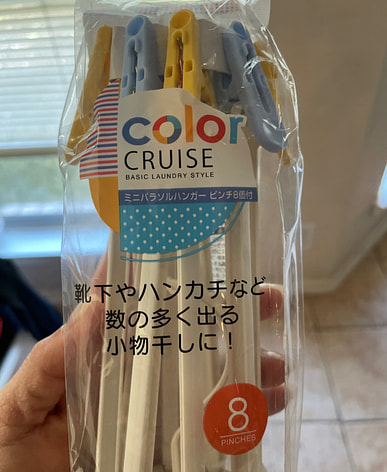 color
CRUISE
BASIC LAUNDRY STYLE
ミニパラソルハンガー ピンチ8個付
靴下やハンカチなど
数の多く出る
小物干しに！
8
PINCHES